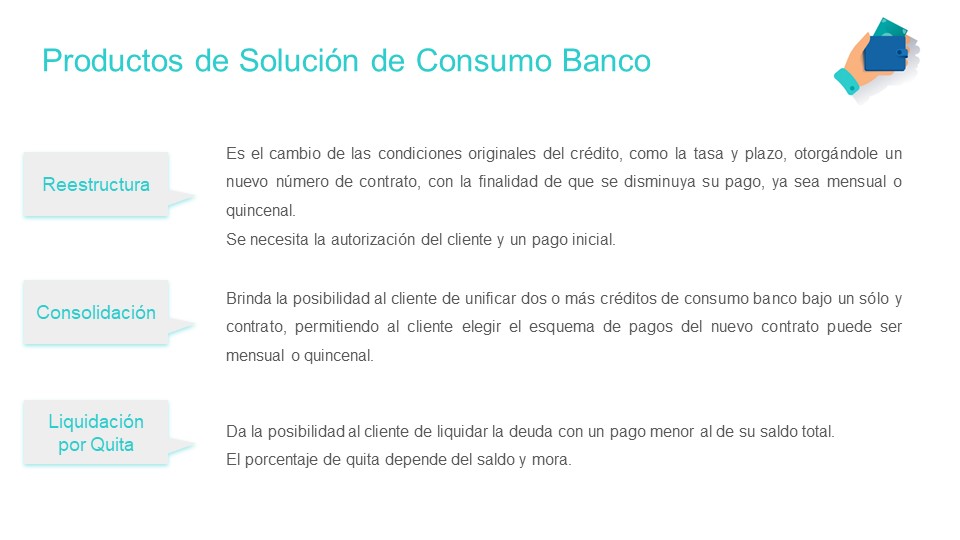 Productos de Solución de Consumo Banco
Reestructura
Es el cambio de las condiciones originales del crédito, como la tasa y plazo, otorgándole un
nuevo número de contrato, con la finalidad de que se disminuya su pago, ya sea mensual o
quincenal.
Se necesita la autorización del cliente y un pago inicial.
Consolidación
Brinda la posibilidad al cliente de unificar dos o más créditos de consumo banco bajo un sólo y
contrato, permitiendo al cliente elegir el esquema de pagos del nuevo contrato puede ser
mensual o quincenal.
Liquidación
por Quita
Da la posibilidad al cliente de liquidar la deuda con un pago menor al de su saldo total.
El porcentaje de quita depende del saldo y mora.